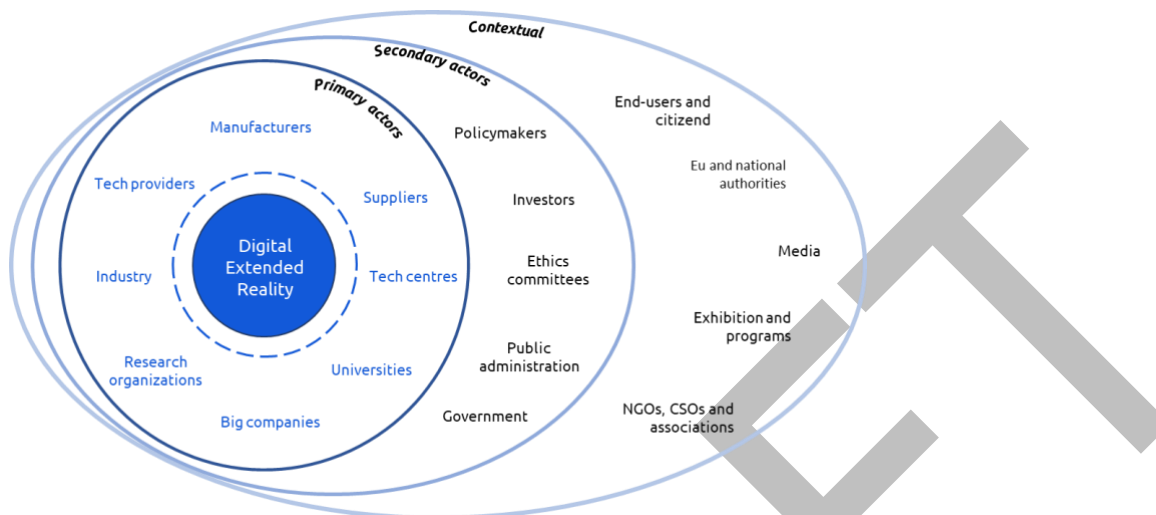 Contextual
Secondary actors
Primary actors
Manufacturers
Tech providers
Suppliers
Digital
Extended
Reality
Industry
Tech centres
Research
organizations
Universities
Big companies
Policymakers
Investors
Ethics
committees
Public
administration
Government
End-users and
citizend
Eu and national
authorities
Media
Exhibition and
programs
NGOs, CSOs and
associations